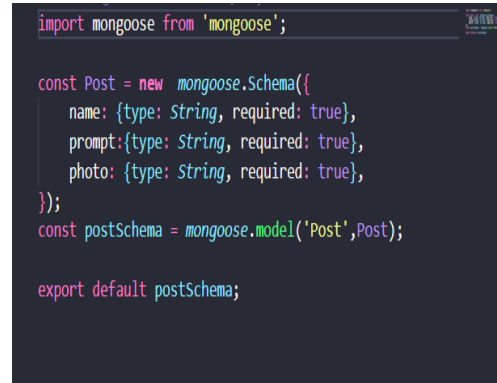 import mongoose from 'mongoose';
const Post = new  mongoose.Schema({
    name: {type: String, required: true},
    prompt:{type: String, required: true},
    photo: {type: String, required: true},
});
const postSchema = mongoose.model('Post',Post);
export default postSchema;